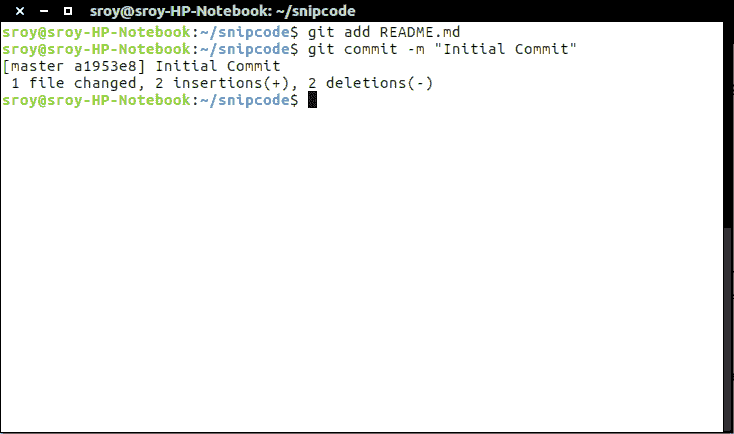 sroy@sroy-HP-Notebook: ~/snipcode
sroy@sroy-HP-Notebook:~/snipcode$ git add README.md
sroy@sroy-HP-Notebook:~/snipcode$ git commit -m "Initial Commit"
[master a1953e8] Initial Commit
 1 file changed, 2 insertions(+), 2 deletions(-)
sroy@sroy-HP-Notebook:~/snipcode$